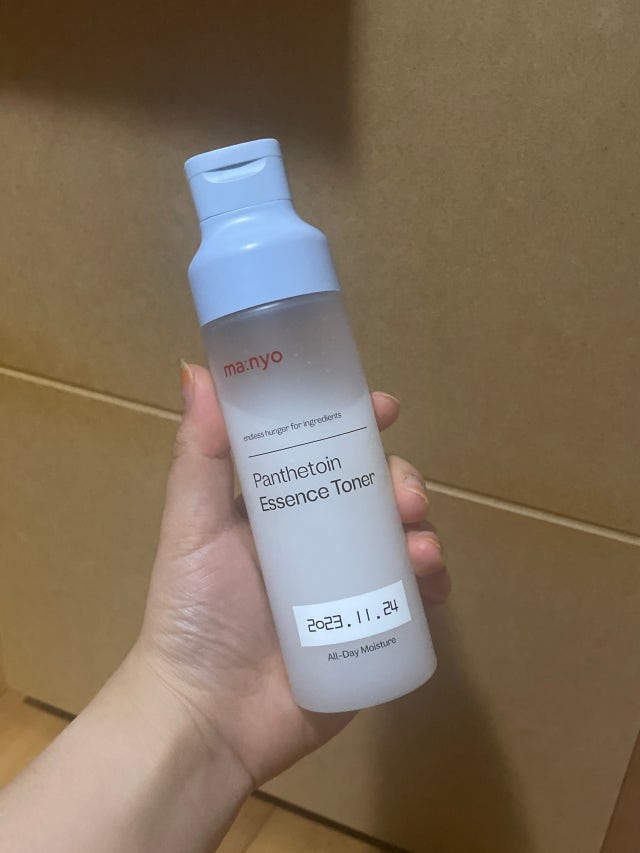 ma:nyo
endless hunger for ingredients
Panthetoin
Essence Toner
2023.11.24
All-Day Moisture